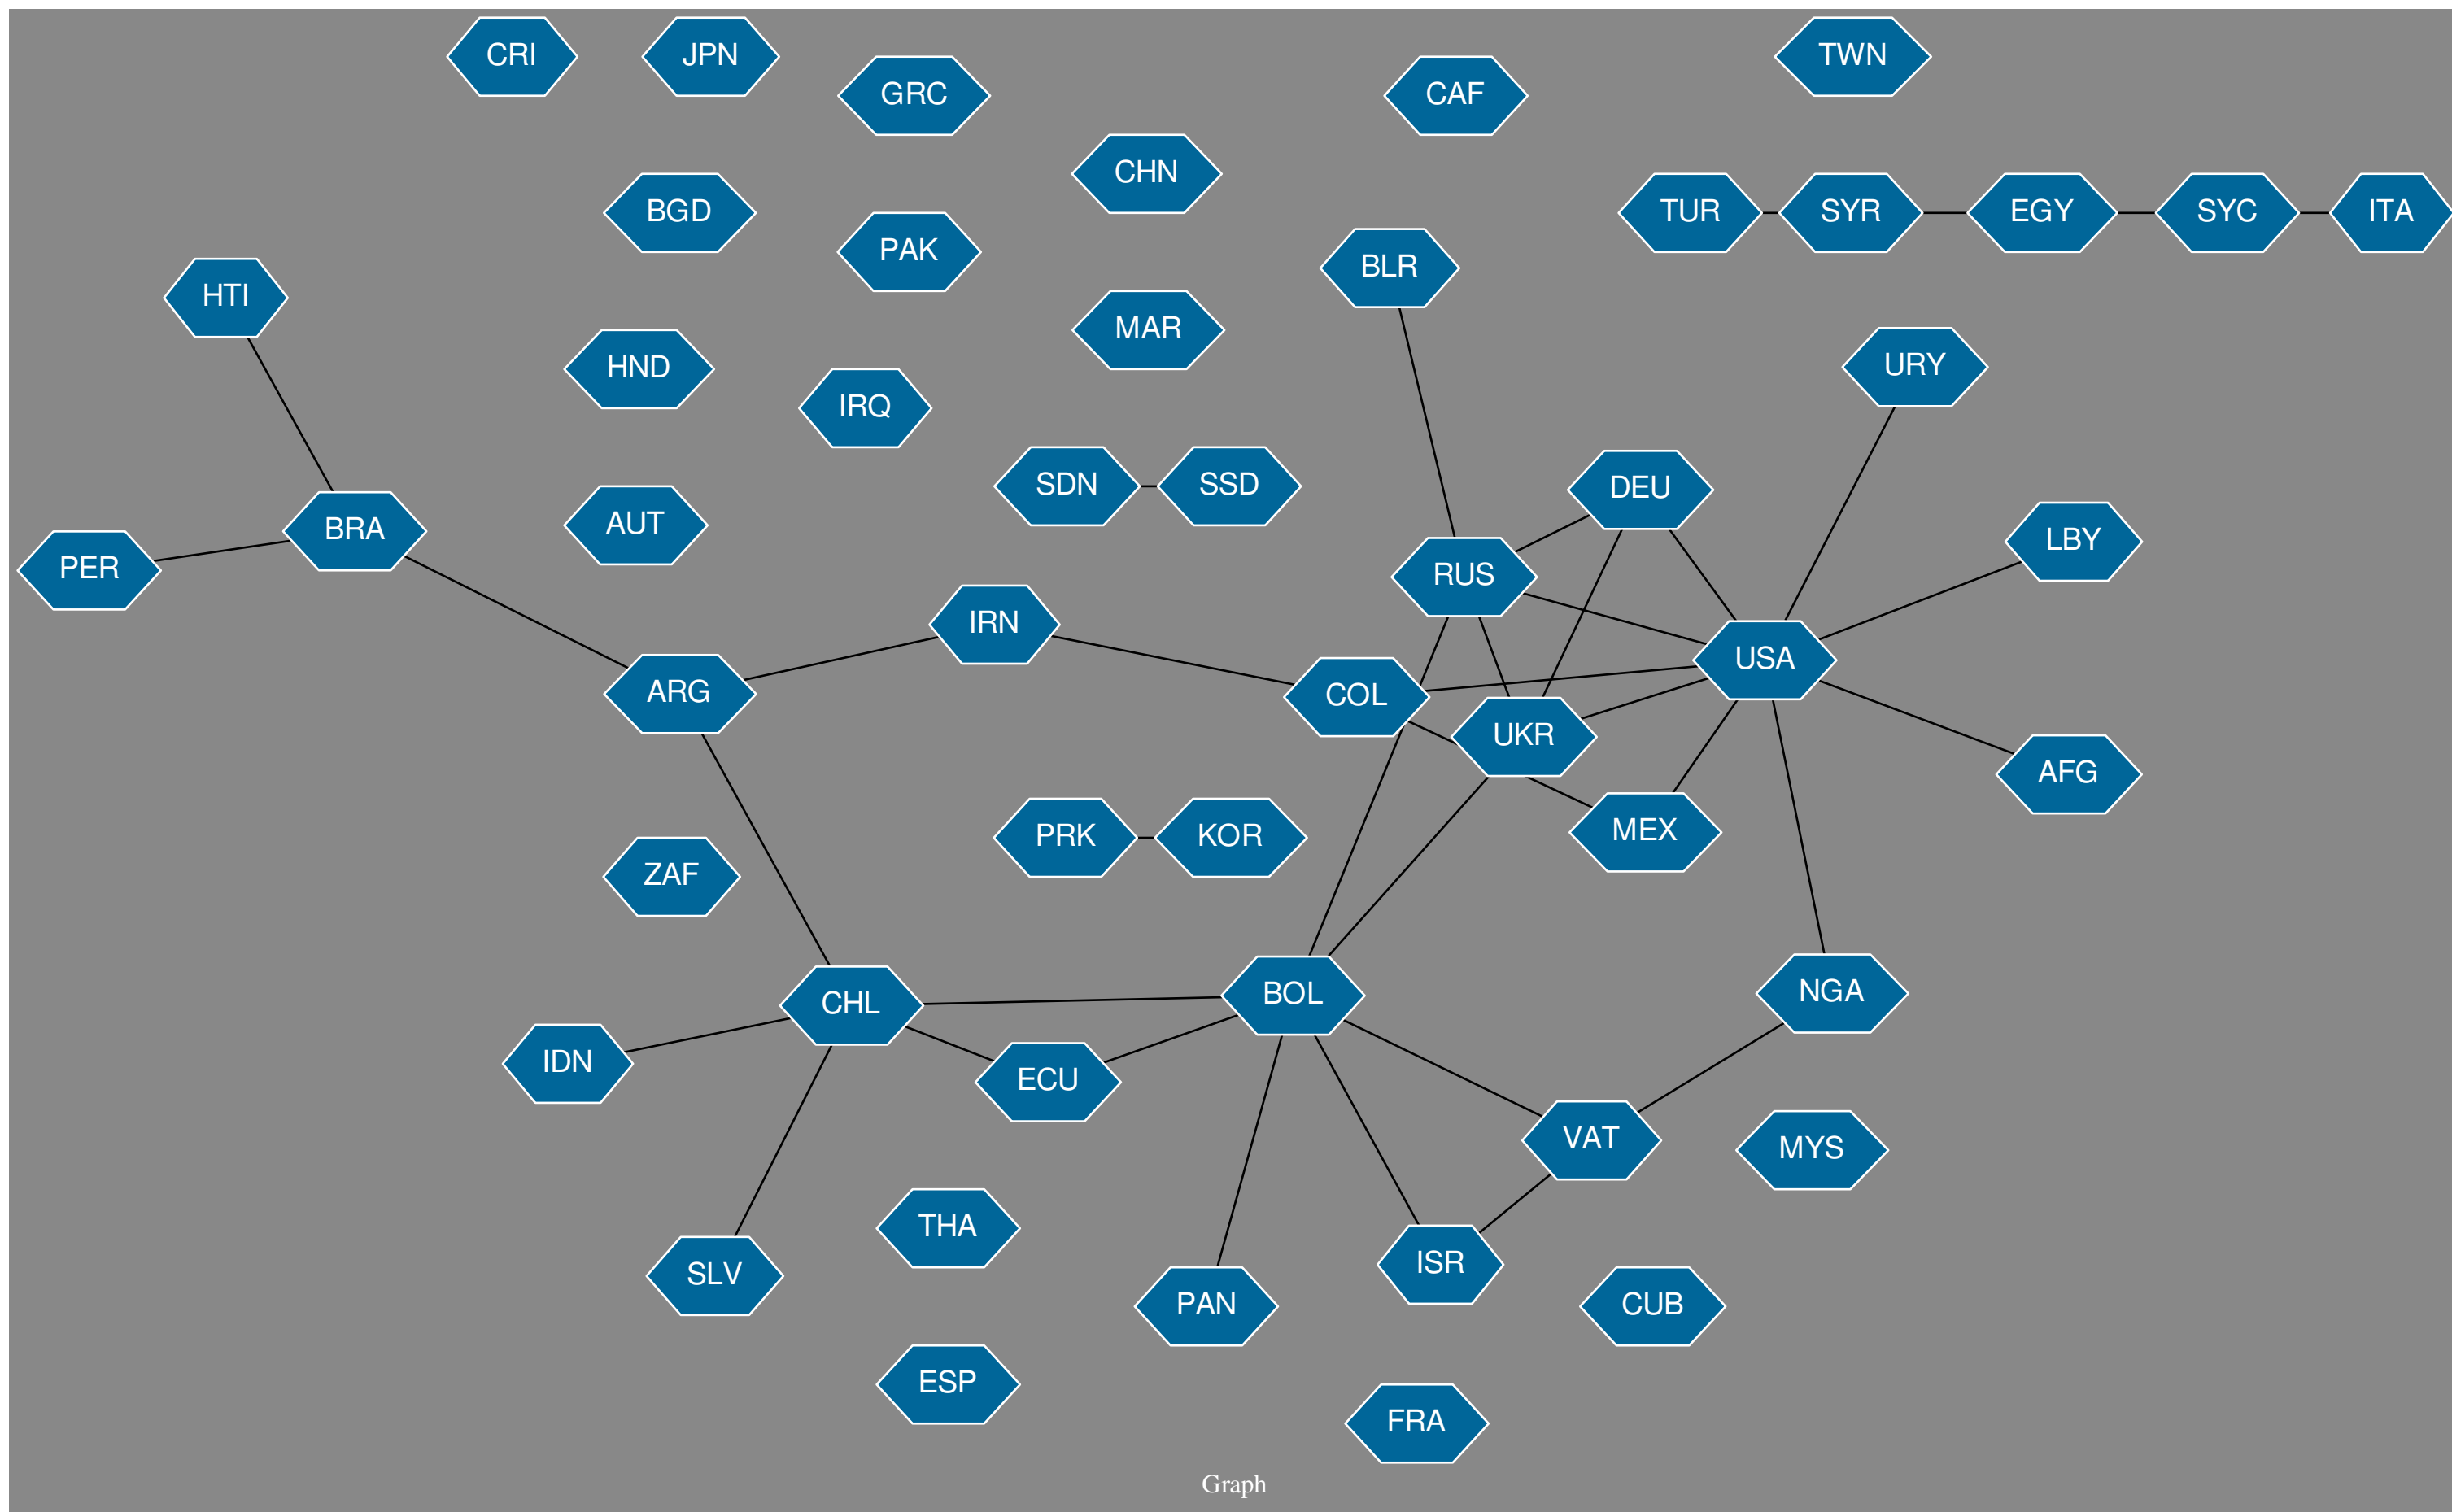 CRI
JPN
TWN
GRC
CAF
CHN
BGD
TUR
SYR
EGY
SYC
ITA
PAK
BLR
HTI
MAR
HND
URY
IRQ
SDN
SSD
DEU
AUT
BRA
LBY
PER
RUS
IRN
USA
ARG
COL
UKR
AFG
PRK
KOR
MEX
ZAF
CHL
BOL
NGA
IDN
ECU
VAT
MYS
THA
SLV
ISR
PAN
CUB
ESP
FRA
Graph